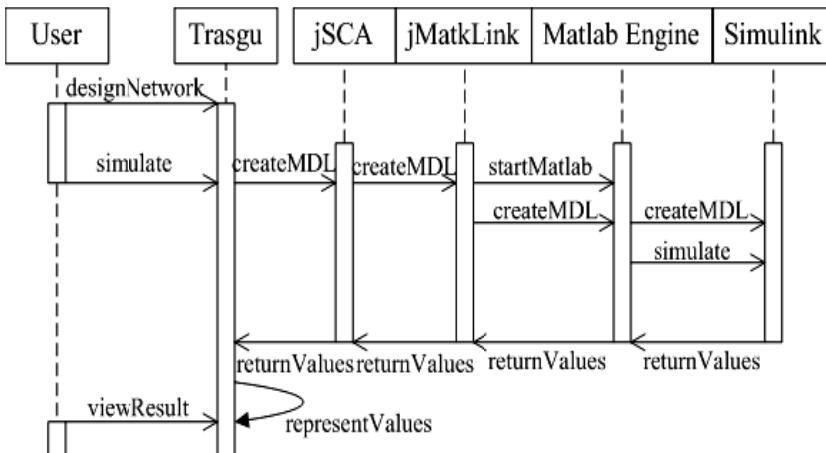 User Trasgu jSCA jMatkLink Matlab Engine Simulink
designNetwork
simulate createMDL createMDL startMatlab
createMDL createMDL
simulate
returnValues returnValues returnValues returnValues
viewResult
representValues